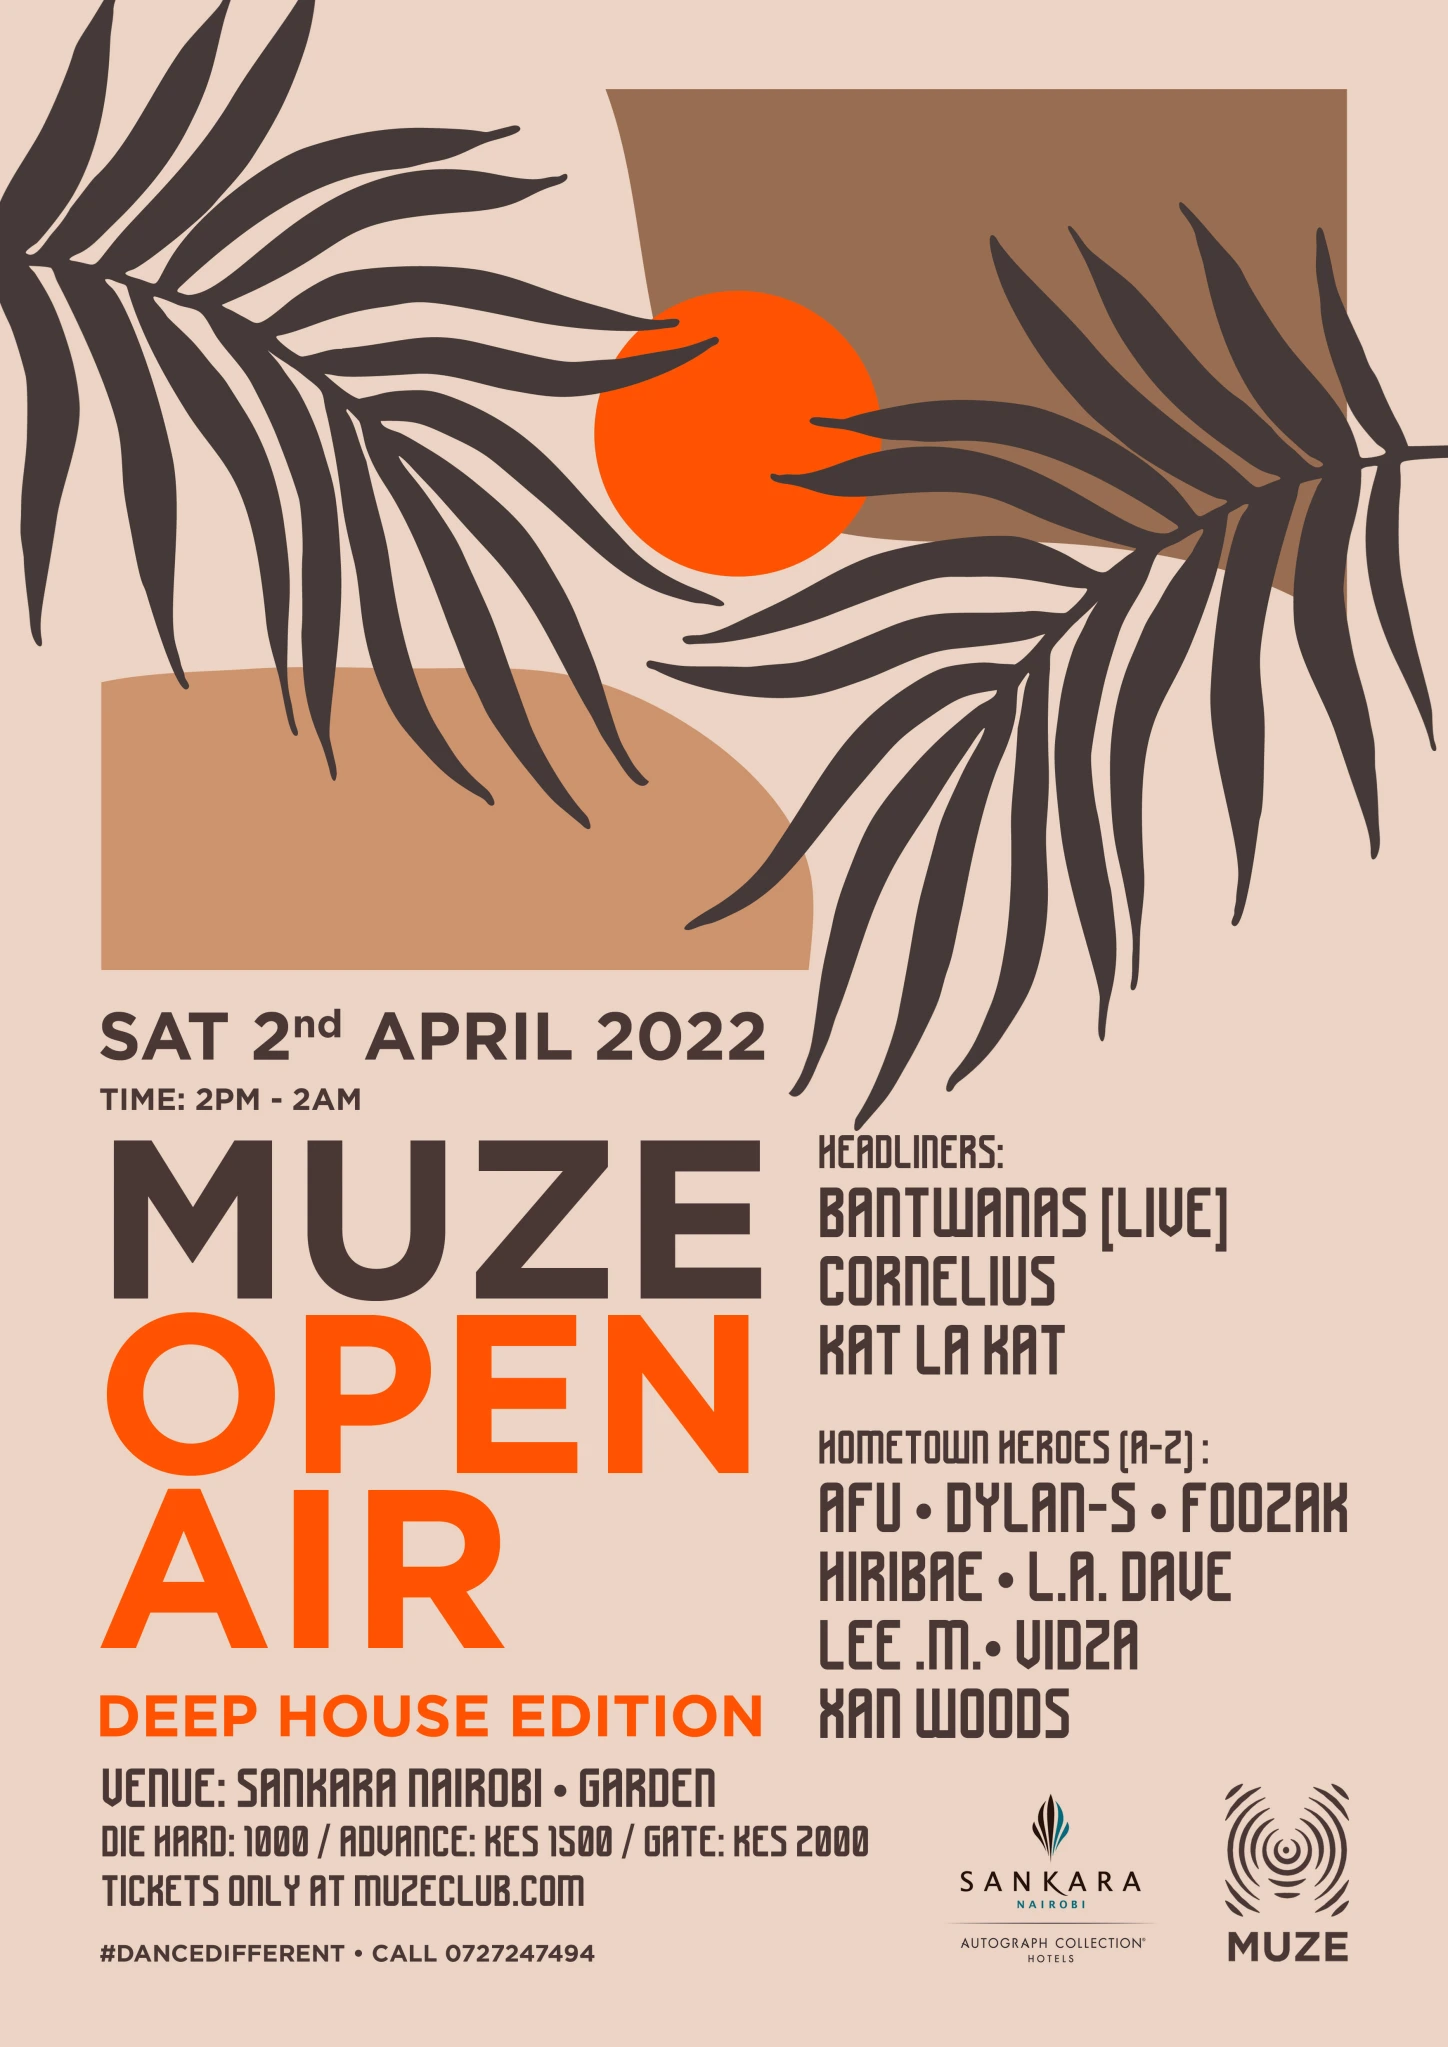 SAT 2nd APRIL 2022
TIME: 2PM - 2AM
MUZE
OPEN
AIR
DEEP HOUSE EDITION
VENUE: SANKARA NAIROBI • GARDEN
DIE HARD: 1000 / ADVANCE: KES 1500 / GATE: KES 2000
TICKETS ONLY AT MUZECLUB.COM
#DANCEDIFFERENT • CALL 0727247494
HEADLINERS:
BANTWANAS [LIVE]
CORNELIUS
KAT LA KAT
HOMETOWN HEROES (A-Z) :
AFU • DYLAN-S • FOOZAK
HIRIBAE • L.A. DAVE
LEE .M.• VIDZA
XAN WOODS
SANKARA
NAIROBI
AUTOGRAPH COLLECTION®
HOTELS
MUZE